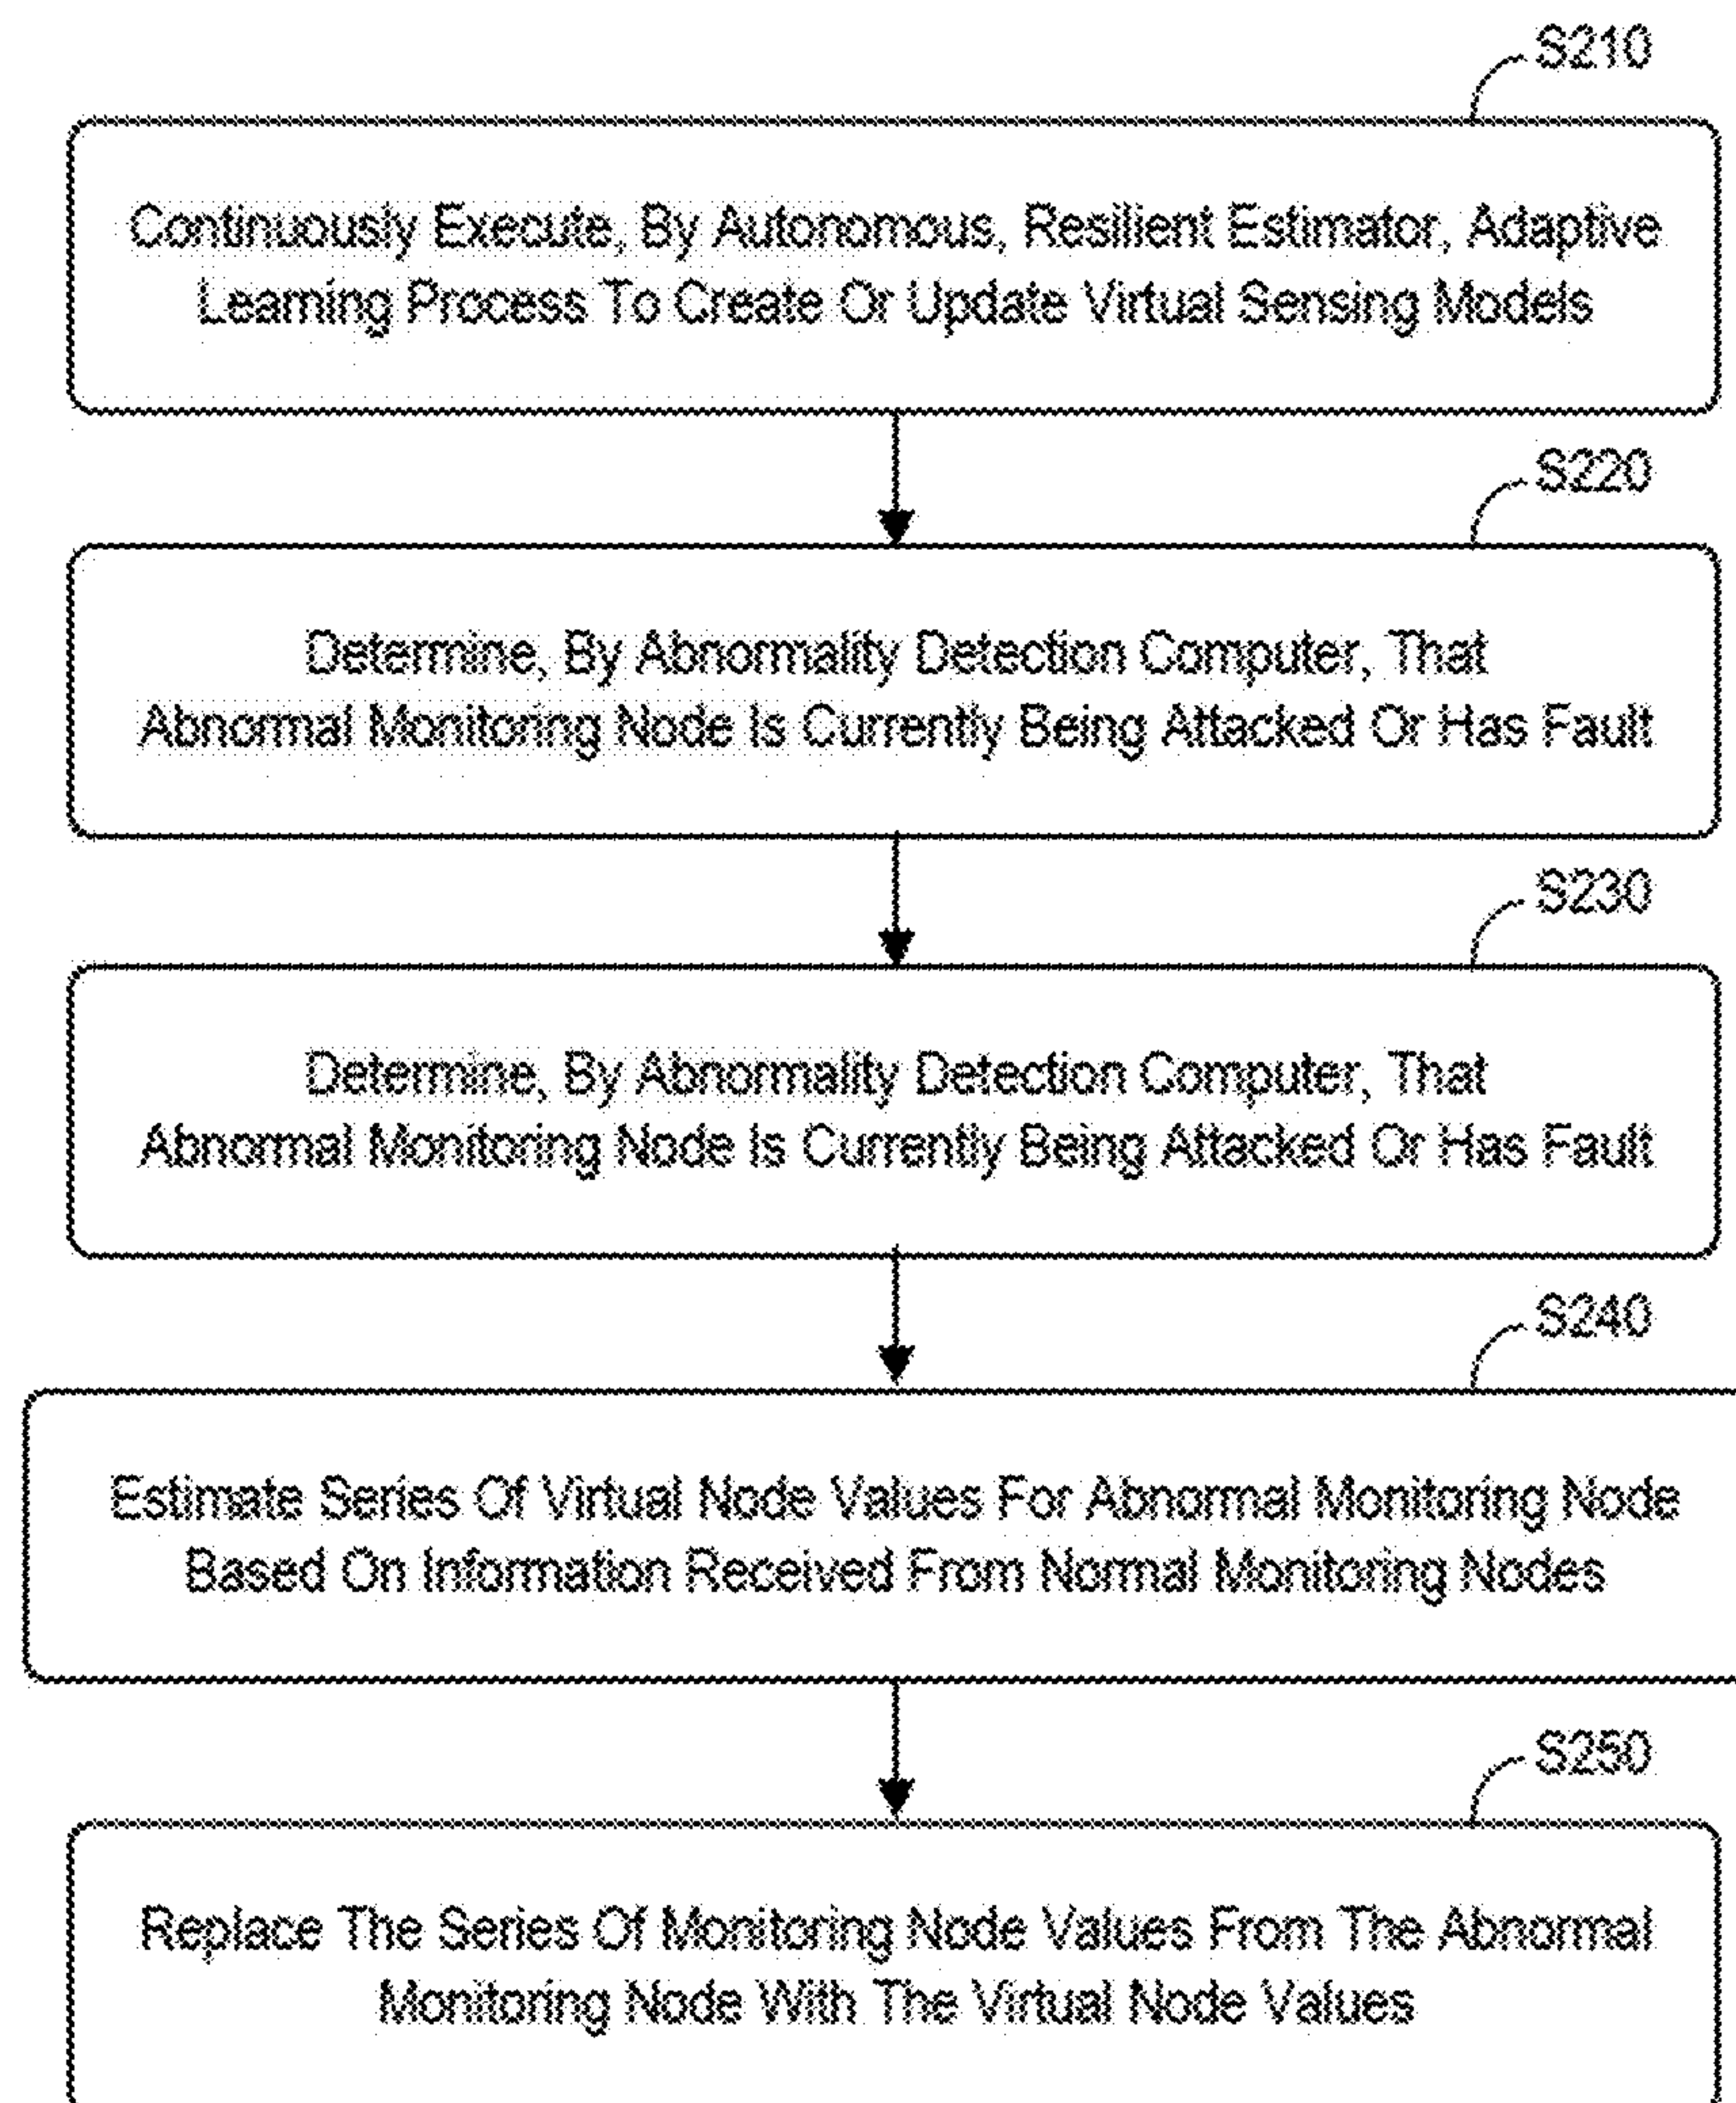 S210
Continuously Execute, By Autonomous, Resilient Estimator, Adaptive
Learning Process To Create Or Update Virtual Sensing Models
S220
Determine, By Abnormality Detection Computer, That
Abnormal Monitoring Node Is Currently Being Attacked Or Has Fault
S230
Determine, By Abnormality Detection Computer, That
Abnormal Monitoring Node Is Currently Being Attacked Or Has Fault
S240
Estimate Series Of Virtual Node Values For Abnormal Monitoring Node
Based On Information Received From Normal Monitoring Nodes
S250
Replace The Series Of Monitoring Node Values From The Abnormal
Monitoring Node With The Virtual Node Values